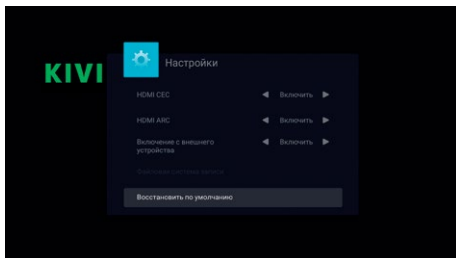 KIVI
Настройки
HDMI CEC
Включить
HDMI ARC
Включить
Включение с внешнего
устройства
Включить
Восстановить по умолчанию